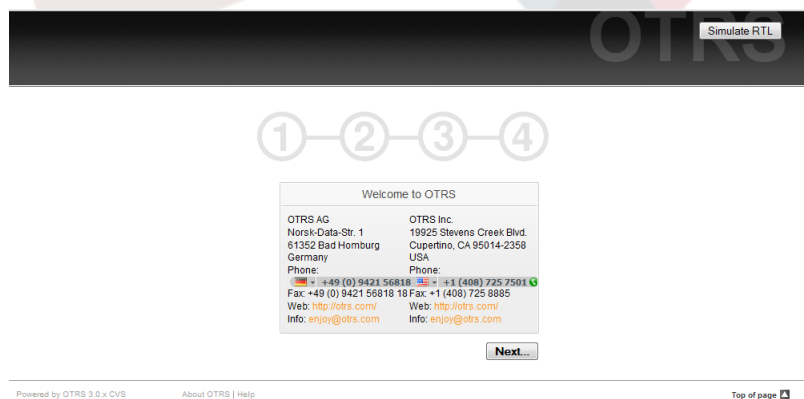 OTRS
Simulate RTL
1 2 3 4
Welcome to OTRS
OTRS AG
Norsk-Data-Str. 1
61352 Bad Homburg
Germany
Phone:
+49 (0) 9421 56818
Fax: +49 (0) 9421 56818 18
Web: http://otrs.com/
Info: enjoy@otrs.com
OTRS Inc.
19925 Stevens Creek Blvd.
Cupertino, CA 95014-2358
USA
Phone:
+1 (408) 725 7501
Fax: +1 (408) 725 8885
Web: http://otrs.com/
Info: enjoy@otrs.com
Next...
Powered by OTRS 3.0.x CVS
About OTRS | Help
Top of page